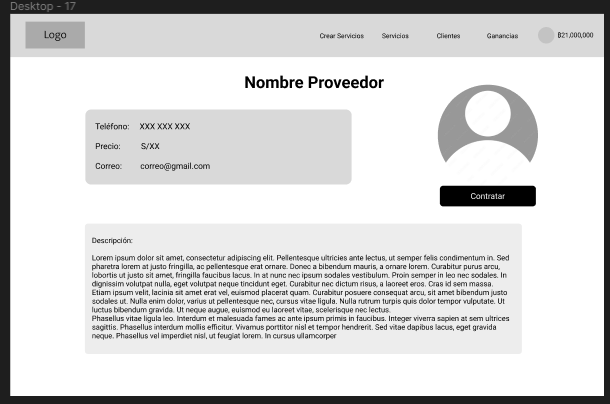 Desktop - 17
Logo
Crear Servicios
Servicios
Clientes
Ganancias
฿21,000,000
Nombre Proveedor
Teléfono: XXX XXX XXX
Precio: S/XX
Correo: correo@gmail.com
Contratar
Descripción:
Lorem ipsum dolor sit amet, consectetur adipiscing elit. Pellentesque ultricies ante lectus, ut semper felis condimentum in. Sed
pharetra lorem at justo fringilla, ac pellentesque erat ornare. Donec a bibendum mauris, a ornare lorem. Curabitur purus arcu,
lobortis ut justo sit amet, fringilla faucibus lacus. In at nunc nec ipsum sodales vestibulum. Proin semper in leo nec sodales. In
dignissim volutpat nulla, eget volutpat neque tincidunt eget. Curabitur nec dictum risus, a laoreet eros. Cras id sem massa.
Etiam ipsum velit, lacinia sit amet erat vel, euismod placerat quam. Curabitur posuere consequat arcu, sit amet bibendum justo
sodales ut. Nulla enim dolor, varius ut pellentesque nec, cursus vitae ligula. Nulla rutrum turpis quis dolor tempor vulputate. Ut
luctus bibendum gravida. Ut neque augue, euismod eu laoreet vitae, scelerisque nec lectus.
Phasellus vitae ligula leo. Interdum et malesuada fames ac ante ipsum primis in faucibus. Integer viverra sapien at sem ultrices
sagittis. Phasellus interdum mollis efficitur. Vivamus porttitor nisl et tempor hendrerit. Sed vitae dapibus lacus, eget gravida
neque. Phasellus vel imperdiet nisl, ut feugiat lorem. In cursus ullamcorper